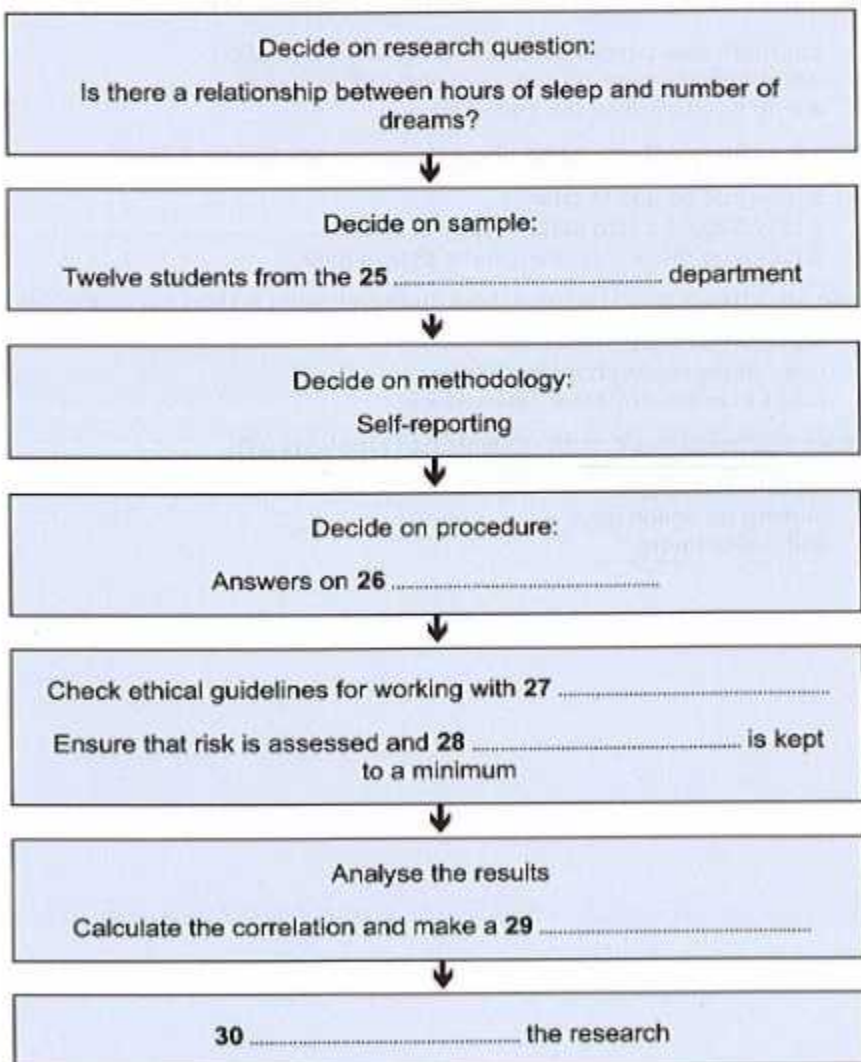 Decide on research question:
Is there a relationship between hours of sleep and number of
dreams?
Decide on sample:
Twelve students from the 25 ........................................ department
Decide on methodology:
Self-reporting
Decide on procedure:
Answers on 26 ........................................
Check ethical guidelines for working with 27 ........................................
Ensure that risk is assessed and 28 ........................................ is kept
to a minimum
Analyse the results
Calculate the correlation and make a 29 ........................................
30 ........................................ the research